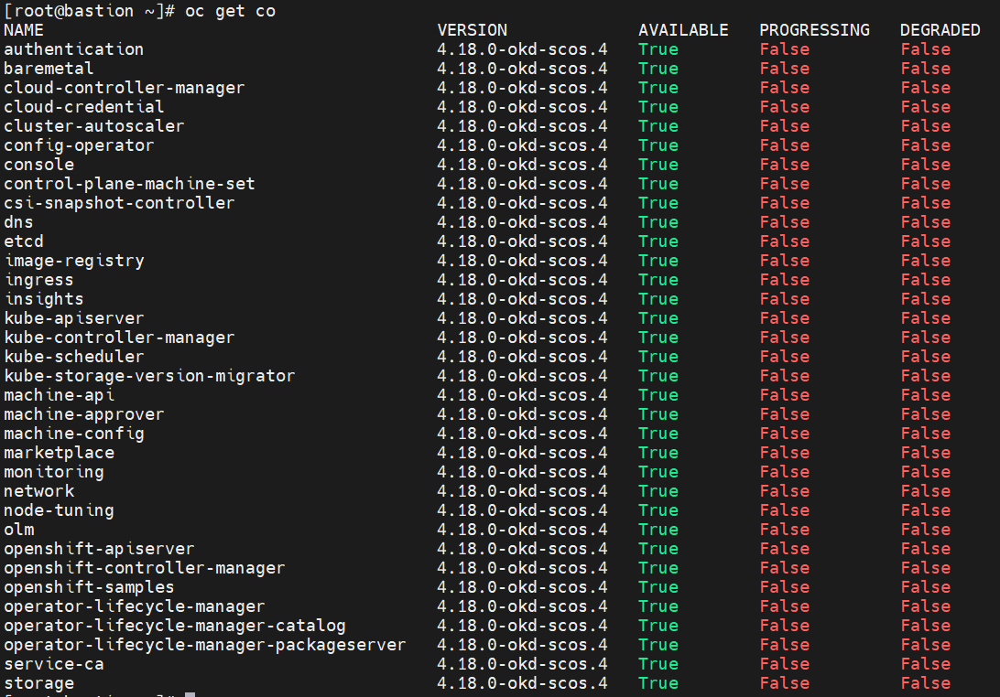 [root@bastion ~]# oc get co
NAME VERSION AVAILABLE PROGRESSING DEGRADED
authentication 4.18.0-okd-scos.4 True False False
baremetal 4.18.0-okd-scos.4 True False False
cloud-controller-manager 4.18.0-okd-scos.4 True False False
cloud-credential 4.18.0-okd-scos.4 True False False
cluster-autoscaler 4.18.0-okd-scos.4 True False False
config-operator 4.18.0-okd-scos.4 True False False
console 4.18.0-okd-scos.4 True False False
control-plane-machine-set 4.18.0-okd-scos.4 True False False
csi-snapshot-controller 4.18.0-okd-scos.4 True False False
dns 4.18.0-okd-scos.4 True False False
etcd 4.18.0-okd-scos.4 True False False
image-registry 4.18.0-okd-scos.4 True False False
ingress 4.18.0-okd-scos.4 True False False
insights 4.18.0-okd-scos.4 True False False
kube-apiserver 4.18.0-okd-scos.4 True False False
kube-controller-manager 4.18.0-okd-scos.4 True False False
kube-scheduler 4.18.0-okd-scos.4 True False False
kube-storage-version-migrator 4.18.0-okd-scos.4 True False False
machine-api 4.18.0-okd-scos.4 True False False
machine-approver 4.18.0-okd-scos.4 True False False
machine-config 4.18.0-okd-scos.4 True False False
marketplace 4.18.0-okd-scos.4 True False False
monitoring 4.18.0-okd-scos.4 True False False
network 4.18.0-okd-scos.4 True False False
node-tuning 4.18.0-okd-scos.4 True False False
olm 4.18.0-okd-scos.4 True False False
openshift-apiserver 4.18.0-okd-scos.4 True False False
openshift-controller-manager 4.18.0-okd-scos.4 True False False
openshift-samples 4.18.0-okd-scos.4 True False False
operator-lifecycle-manager 4.18.0-okd-scos.4 True False False
operator-lifecycle-manager-catalog 4.18.0-okd-scos.4 True False False
operator-lifecycle-manager-packageserver 4.18.0-okd-scos.4 True False False
service-ca 4.18.0-okd-scos.4 True False False
storage 4.18.0-okd-scos.4 True False False